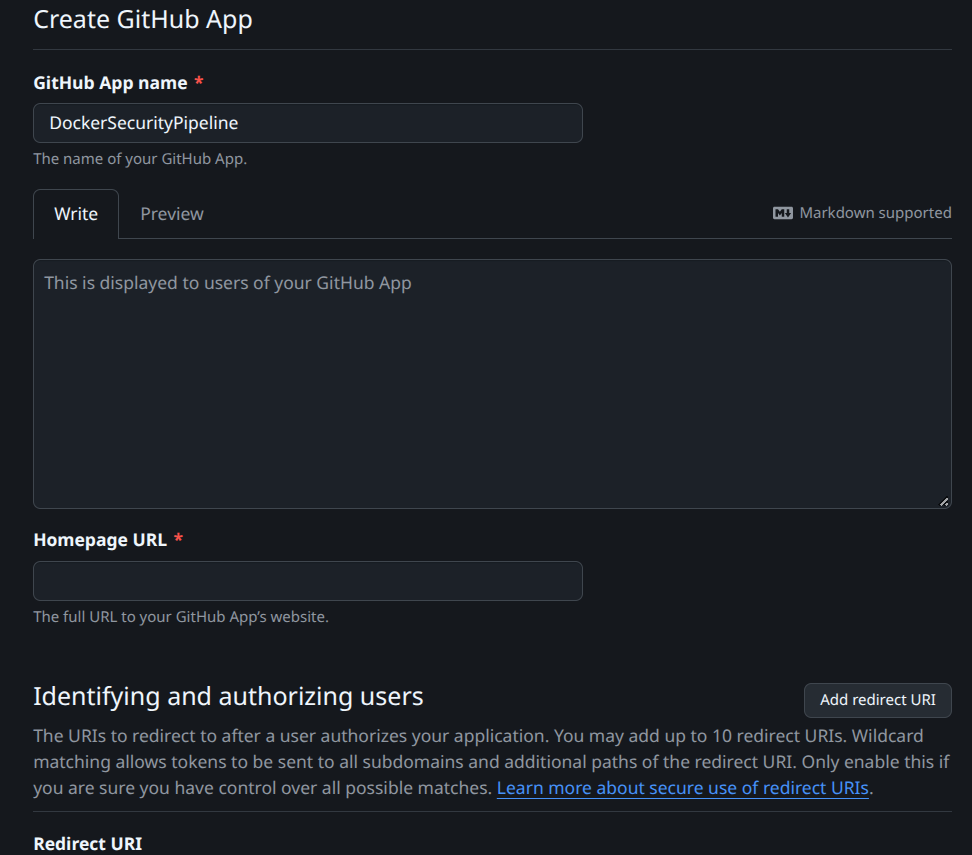 Create GitHub App
GitHub App name *
DockerSecurityPipeline
The name of your GitHub App.
Write
Preview
Markdown supported
This is displayed to users of your GitHub App
Homepage URL *
The full URL to your GitHub App’s website.
Identifying and authorizing users
Add redirect URI
The URIs to redirect to after a user authorizes your application. You may add up to 10 redirect URIs. Wildcard
matching allows tokens to be sent to all subdomains and additional paths of the redirect URI. Only enable this if
you are sure you have control over all possible matches. Learn more about secure use of redirect URIs.
Redirect URI